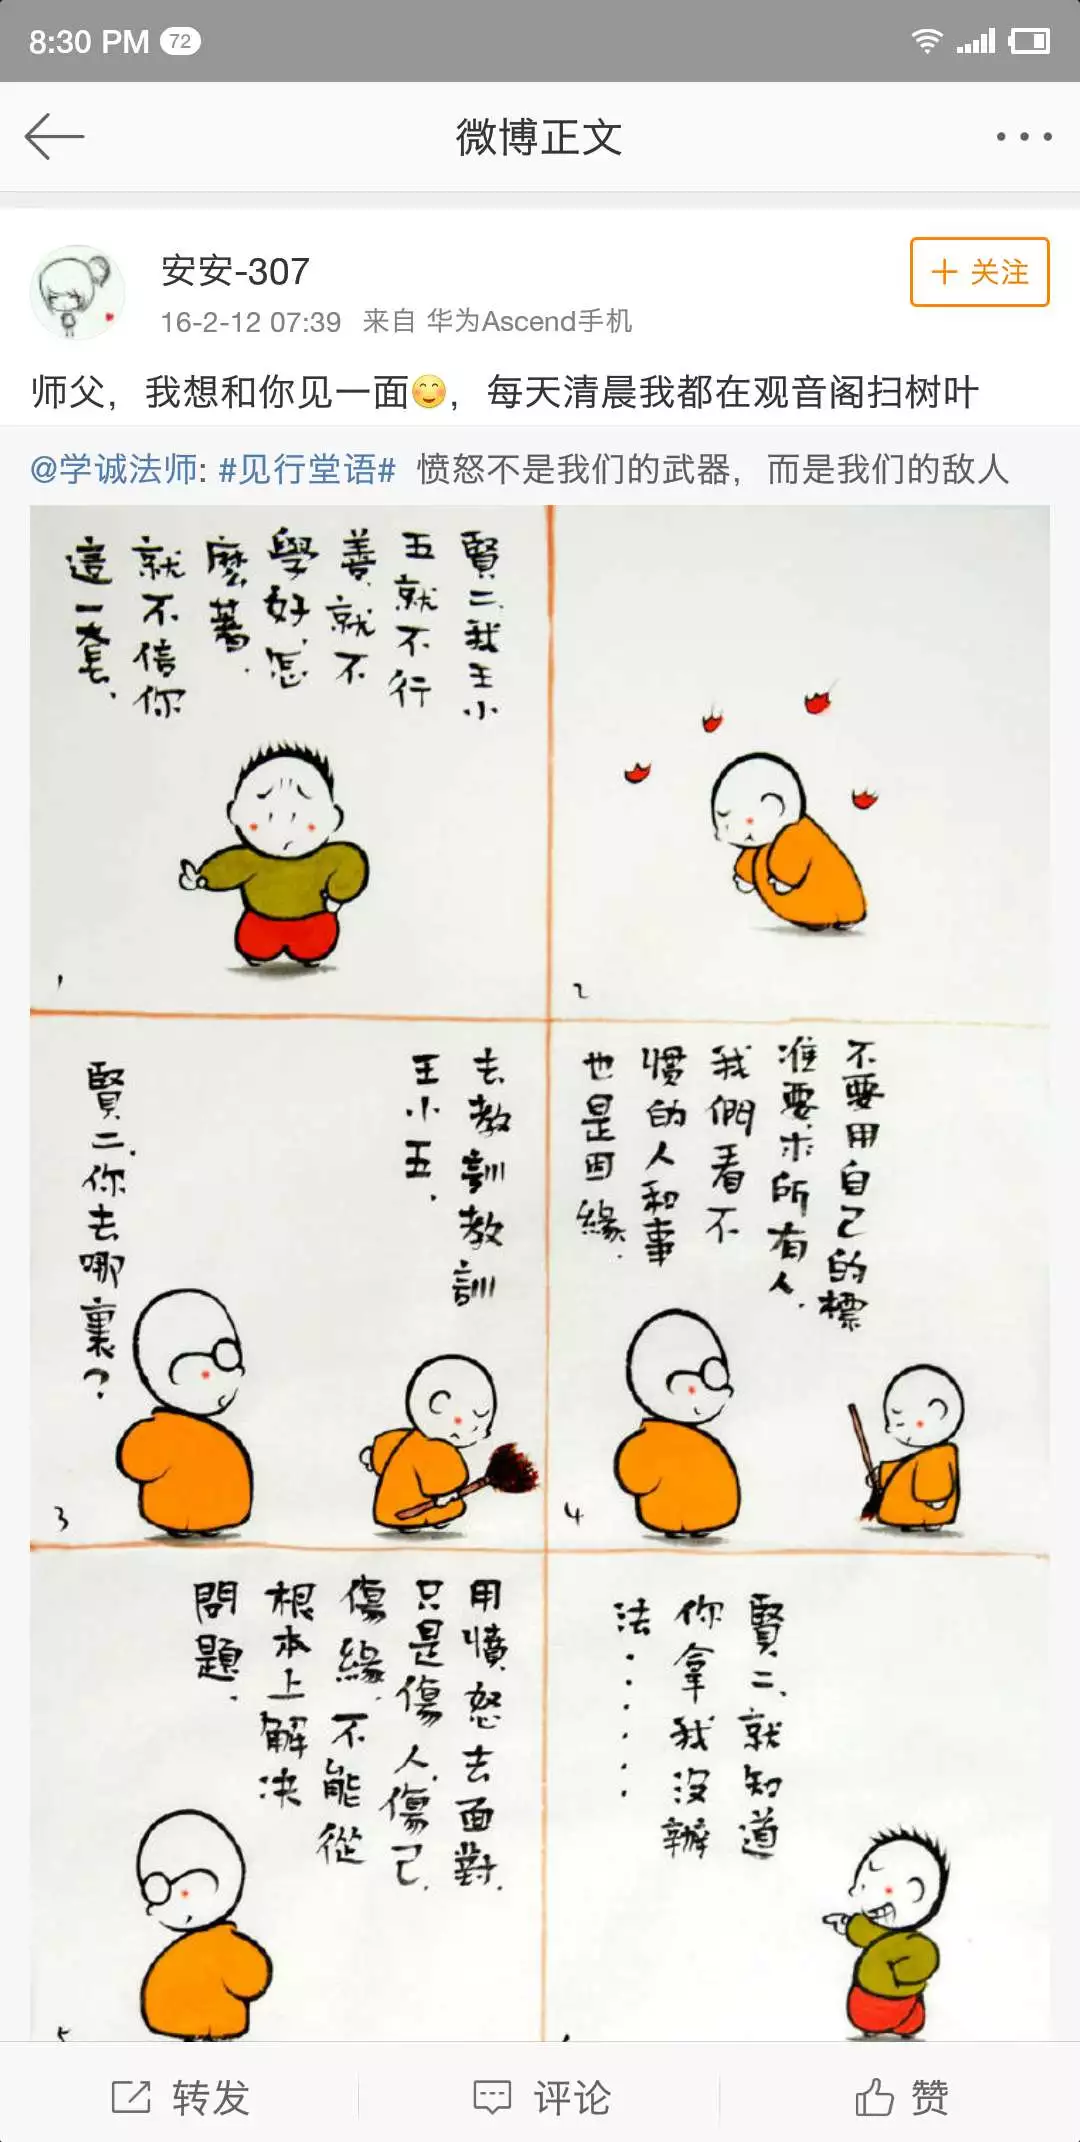 8:30 PM 72
微博正文
安安-307
+ 关注
16-2-12 07:39 来自 华为Ascend手机
师父，我想和你见一面，每天清晨我都在观音阁扫树叶
@学诚法师: #见行堂语# 愤怒不是我们的武器，而是我们的敌人
賢二、我王小
五就不行
善、就不
學好、怎
麽著、
就不信你
這一套、
1
2
去教訓教訓
王小五、
賢二、你去哪裏？
3
不要用自己的標
准要求所有人、
我們看不
慣的人和事
也是因緣、
4
用憤怒去面對、
只是傷人、傷己、
傷緣、不能從
根本上解決
問題、
5
賢二、就知道
你拿我沒辦
法······
转发
评论
赞